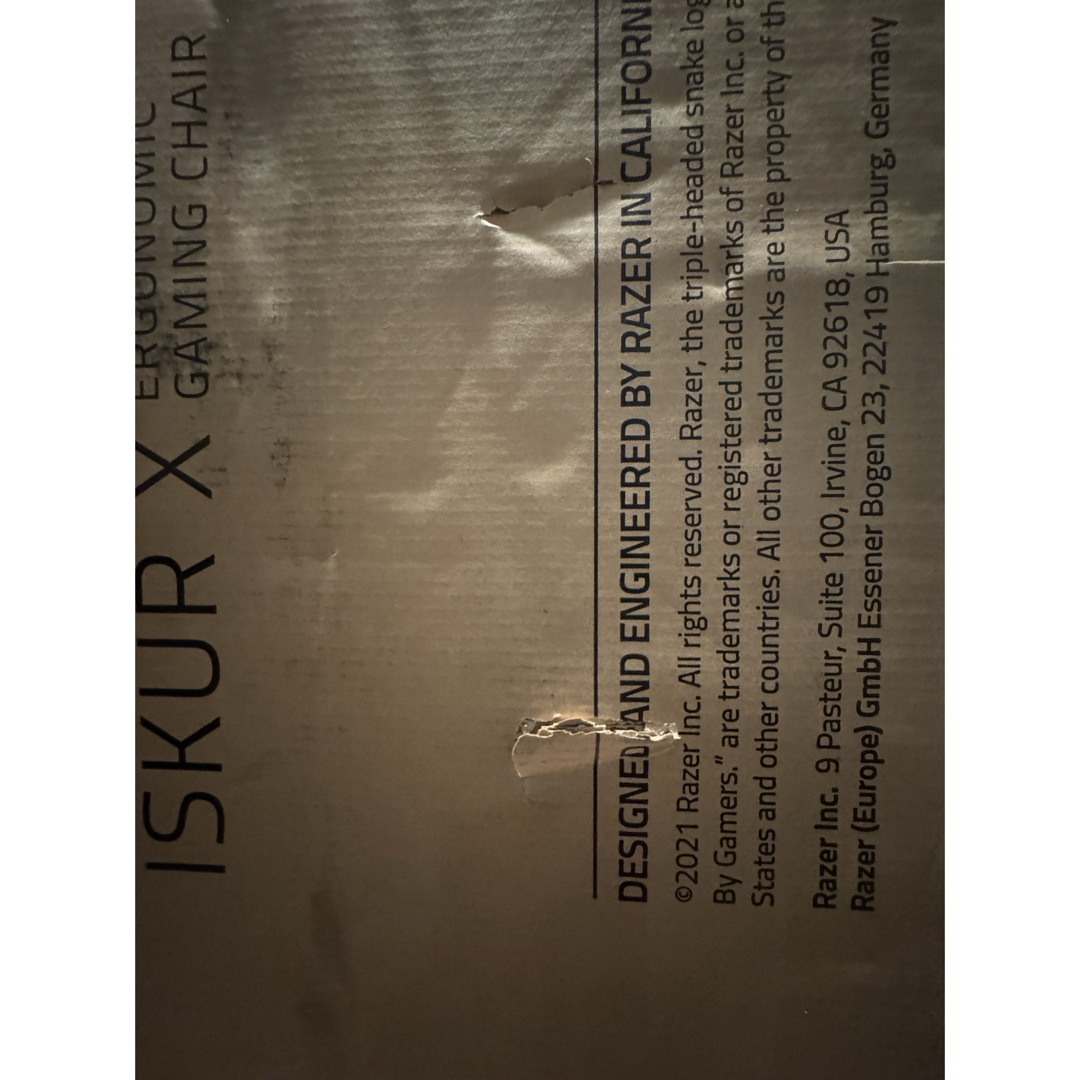 ISKUR X
ERGONOMIC
GAMING CHAIR
DESIGNED AND ENGINEERED BY RAZER IN
©2021 Razer Inc. All rights reserved. Razer, the triple-headed snake
By Gamers.” are trademarks or registered trademarks of Razer Inc. or
States and other countries. All other trademarks are the property of
Razer Inc. 9 Pasteur, Suite 100, Irvine, CA 92618, USA
Razer (Europe) GmbH Essener Bogen 23, 22419 Hamburg, Germany